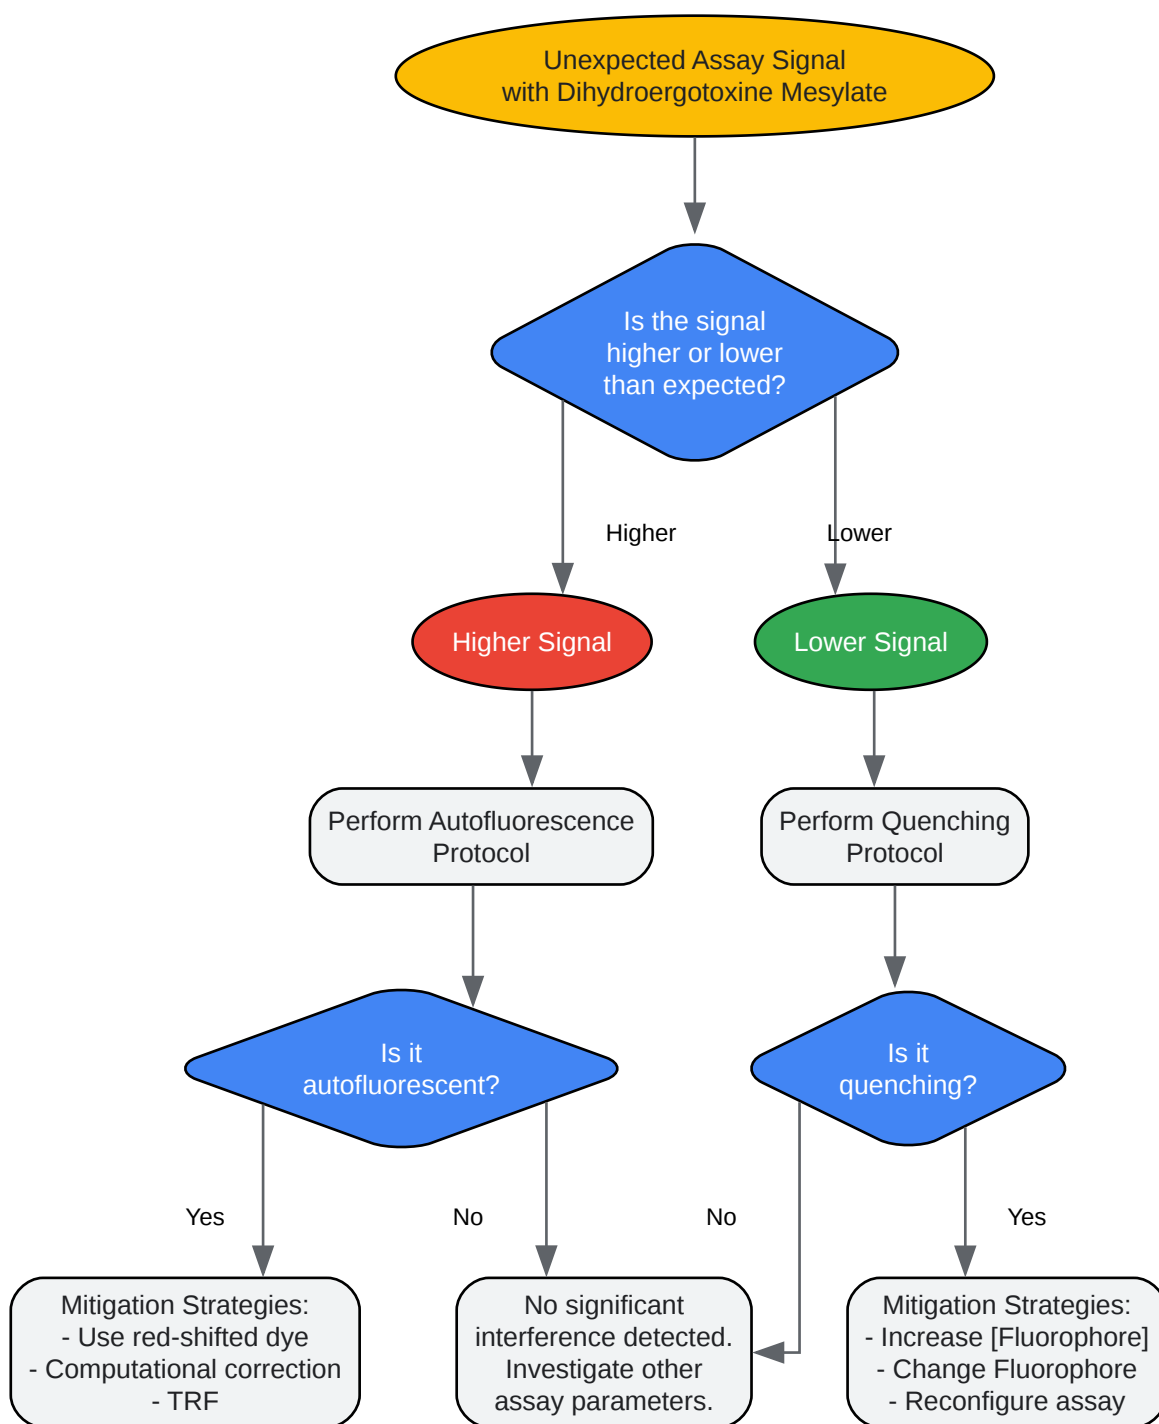 Unexpected Assay Signal
with Dihydroergotoxine Mesylate
Is the signal
higher or lower
than expected?
Higher
Lower
Higher Signal
Lower Signal
Perform Autofluorescence
Protocol
Perform Quenching
Protocol
Is it
autofluorescent?
Is it
quenching?
Yes
No
No
Yes
Mitigation Strategies:
- Use red-shifted dye
- Computational correction
- TRF
No significant
interference detected.
Investigate other
assay parameters.
Mitigation Strategies:
- Increase [Fluorophore]
- Change Fluorophore
- Reconfigure assay